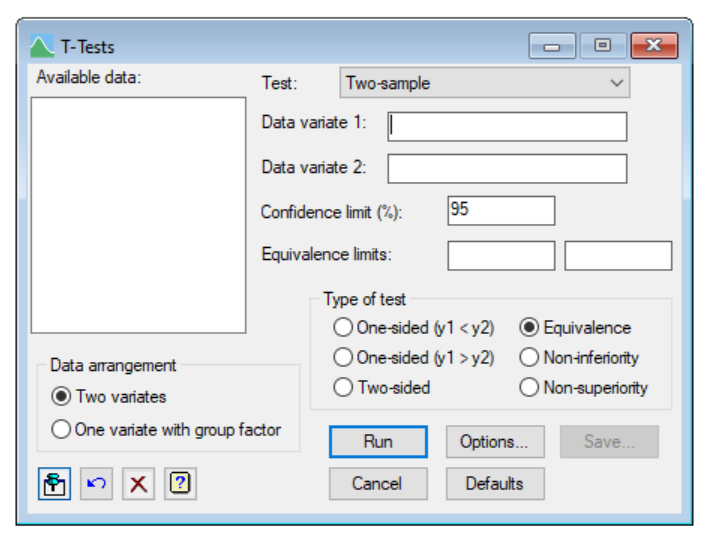 T-Tests
Available data:
Test: Two-sample
Data variate 1:
Data variate 2:
Confidence limit (%): 95
Equivalence limits:
Type of test
One-sided (y1 < y2) Equivalence
One-sided (y1 > y2) Non-inferiority
Two-sided Non-superiority
Data arrangement
Two variates
One variate with group factor
Run Options... Save...
Cancel Defaults
?